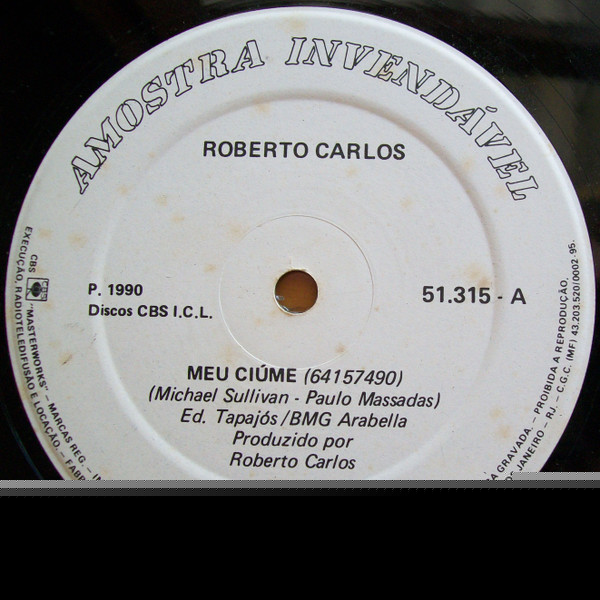 AMOSTRA INVENDÁVEL
ROBERTO CARLOS
P. 1990
Discos CBS I.C.L.
51.315 - A
MEU CIÚME (64157490)
(Michael Sullivan - Paulo Massadas)
Ed. Tapajós/BMG Arabella
Produzido por
Roberto Carlos
CBS
"MASTERWORKS" – MARCAS REG. –
EXECUÇÃO, RADIOTELEDIFUSÃO E LOCAÇÃO. –
GRAVADA. – PROIBIDA A REPRODUÇÃO,
JANEIRO – RJ. – C.G.C. (MF) 43.203.520/0002-95.